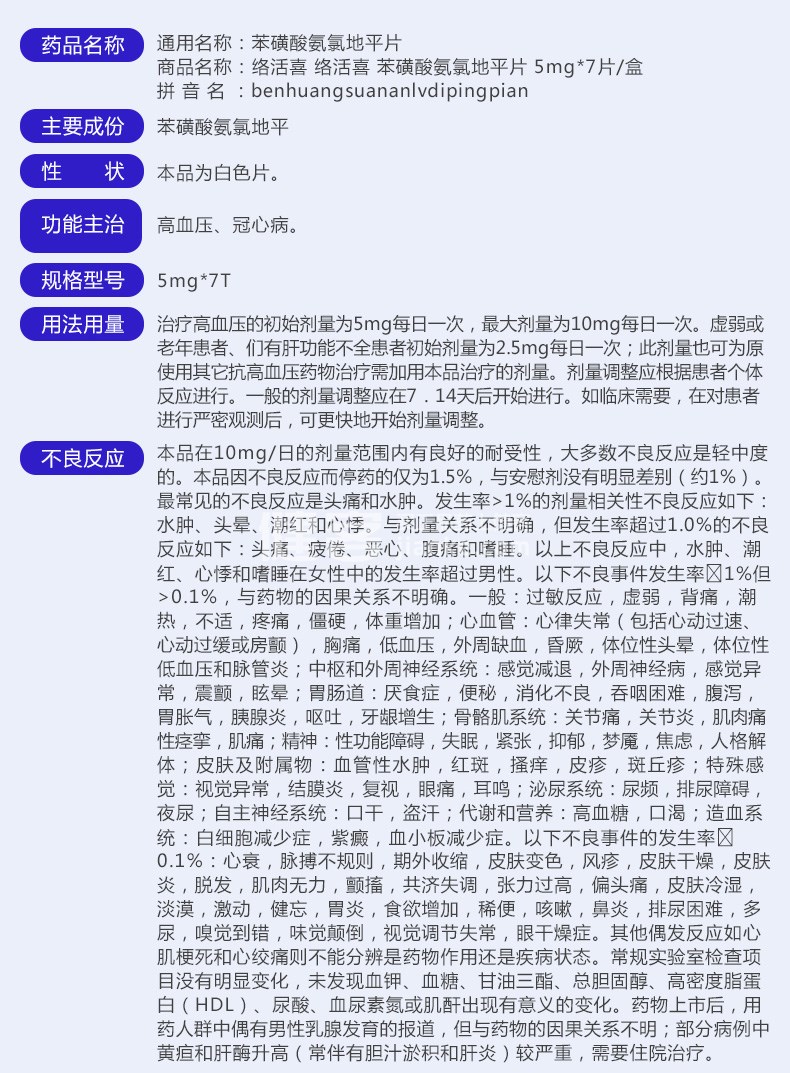 药品名称
通用名称：苯磺酸氨氯地平片
商品名称：络活喜 络活喜 苯磺酸氨氯地平片 5mg*7片/盒
拼 音 名 ：benhuangsuananlvdipingpian
主要成份
苯磺酸氨氯地平
性 状
本品为白色片。
功能主治
高血压、冠心病。
规格型号
5mg*7T
用法用量
治疗高血压的初始剂量为5mg每日一次，最大剂量为10mg每日一次。虚弱或
老年患者、们有肝功能不全患者初始剂量为2.5mg每日一次；此剂量也可为原
使用其它抗高血压药物治疗需加用本品治疗的剂量。剂量调整应根据患者个体
反应进行。一般的剂量调整应在7．14天后开始进行。如临床需要，在对患者
进行严密观测后，可更快地开始剂量调整。
不良反应
本品在10mg/日的剂量范围内有良好的耐受性，大多数不良反应是轻中度
的。本品因不良反应而停药的仅为1.5%，与安慰剂没有明显差别（约1%）。
最常见的不良反应是头痛和水肿。发生率>1%的剂量相关性不良反应如下：
水肿、头晕、潮红和心悸。与剂量关系不明确，但发生率超过1.0%的不良
反应如下：头痛、疲倦、恶心、腹痛和嗜睡。以上不良反应中，水肿、潮
红、心悸和嗜睡在女性中的发生率超过男性。以下不良事件发生率1%但
>0.1%，与药物的因果关系不明确。一般：过敏反应，虚弱，背痛，潮
热，不适，疼痛，僵硬，体重增加；心血管：心律失常（包括心动过速、
心动过缓或房颤），胸痛，低血压，外周缺血，昏厥，体位性头晕，体位性
低血压和脉管炎；中枢和外周神经系统：感觉减退，外周神经病，感觉异
常，震颤，眩晕；胃肠道：厌食症，便秘，消化不良，吞咽困难，腹泻，
胃胀气，胰腺炎，呕吐，牙龈增生；骨骼肌系统：关节痛，关节炎，肌肉痛
性痉挛，肌痛；精神：性功能障碍，失眠，紧张，抑郁，梦魇，焦虑，人格解
体；皮肤及附属物：血管性水肿，红斑，搔痒，皮疹，斑丘疹；特殊感
觉：视觉异常，结膜炎，复视，眼痛，耳鸣；泌尿系统：尿频，排尿障碍，
夜尿；自主神经系统：口干，盗汗；代谢和营养：高血糖，口渴；造血系
统：白细胞减少症，紫癜，血小板减少症。以下不良事件的发生率
0.1%：心衰，脉搏不规则，期外收缩，皮肤变色，风疹，皮肤干燥，皮肤
炎，脱发，肌肉无力，颤搐，共济失调，张力过高，偏头痛，皮肤冷湿，
淡漠，激动，健忘，胃炎，食欲增加，稀便，咳嗽，鼻炎，排尿困难，多
尿，嗅觉到错，味觉颠倒，视觉调节失常，眼干燥症。其他偶发反应如心
肌梗死和心绞痛则不能分辨是药物作用还是疾病状态。常规实验室检查项
目没有明显变化，未发现血钾、血糖、甘油三酯、总胆固醇、高密度脂蛋
白（HDL）、尿酸、血尿素氮或肌酐出现有意义的变化。药物上市后，用
药人群中偶有男性乳腺发育的报道，但与药物的因果关系不明；部分病例中
黄疸和肝酶升高（常伴有胆汁淤积和肝炎）较严重，需要住院治疗。